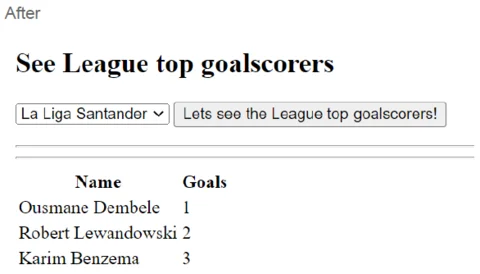 After
See League top goalscorers
La Liga Santander Lets see the League top goalscorers!
Name Goals
Ousmane Dembele 1
Robert Lewandowski 2
Karim Benzema 3